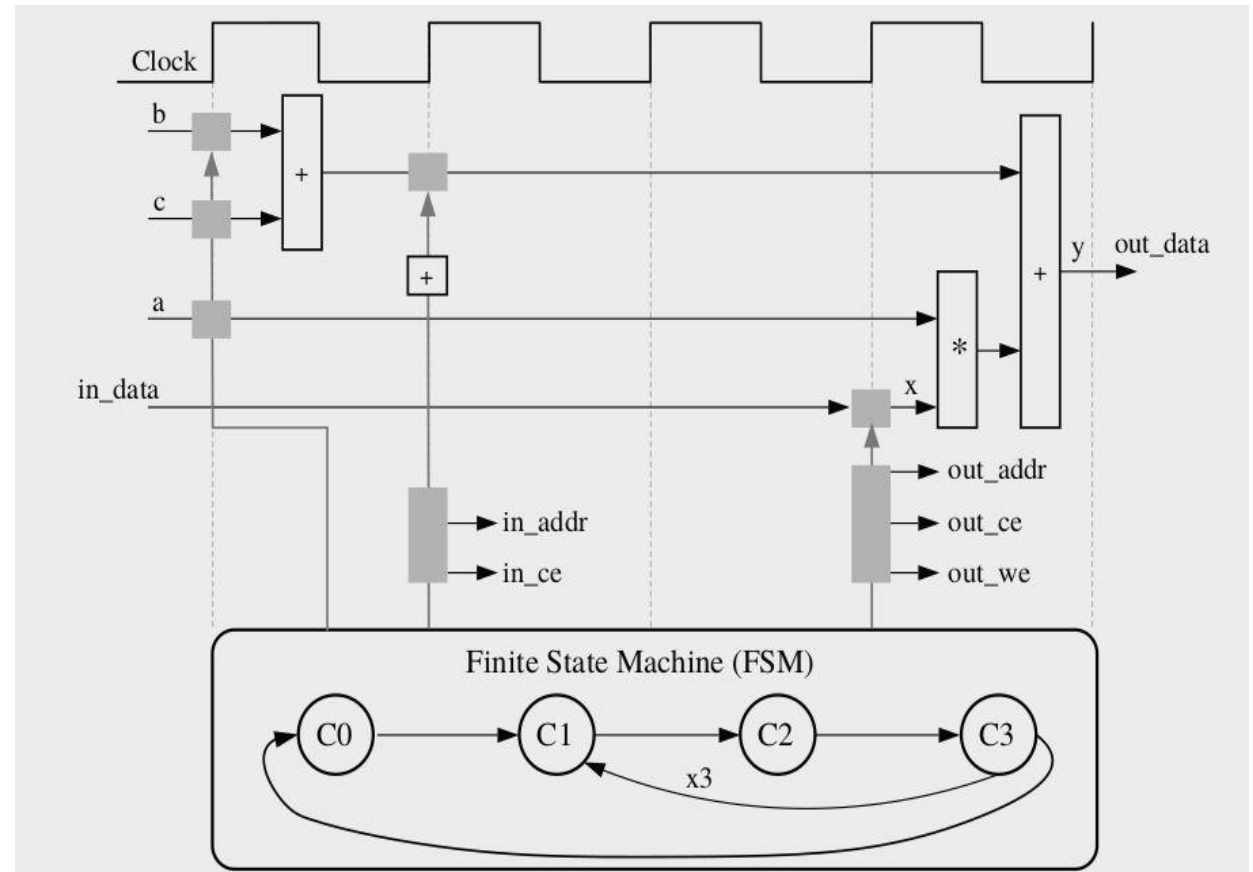 Clock
b
c
+
+
a
in_data
*
x
+
y
out_data
in_addr
in_ce
out_addr
out_ce
out_we
Finite State Machine (FSM)
C0
C1
C2
C3
x3